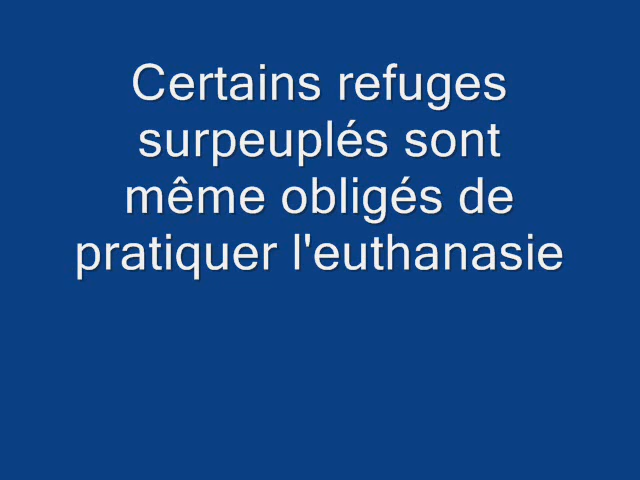 Certains refuges
surpeuplés sont
même obligés de
pratiquer l'euthanasie